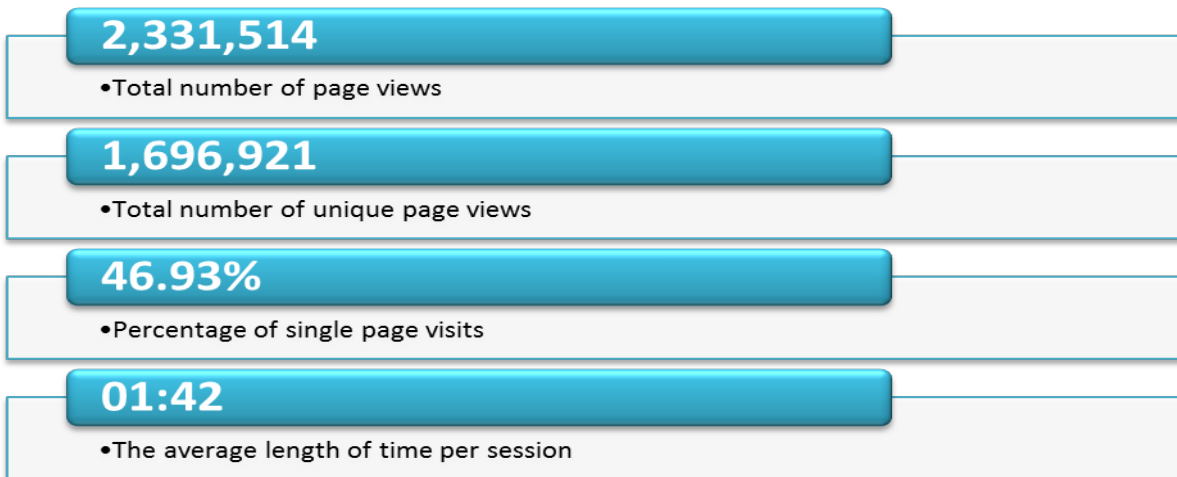 2,331,514
•Total number of page views
1,696,921
•Total number of unique page views
46.93%
•Percentage of single page visits
01:42
•The average length of time per session